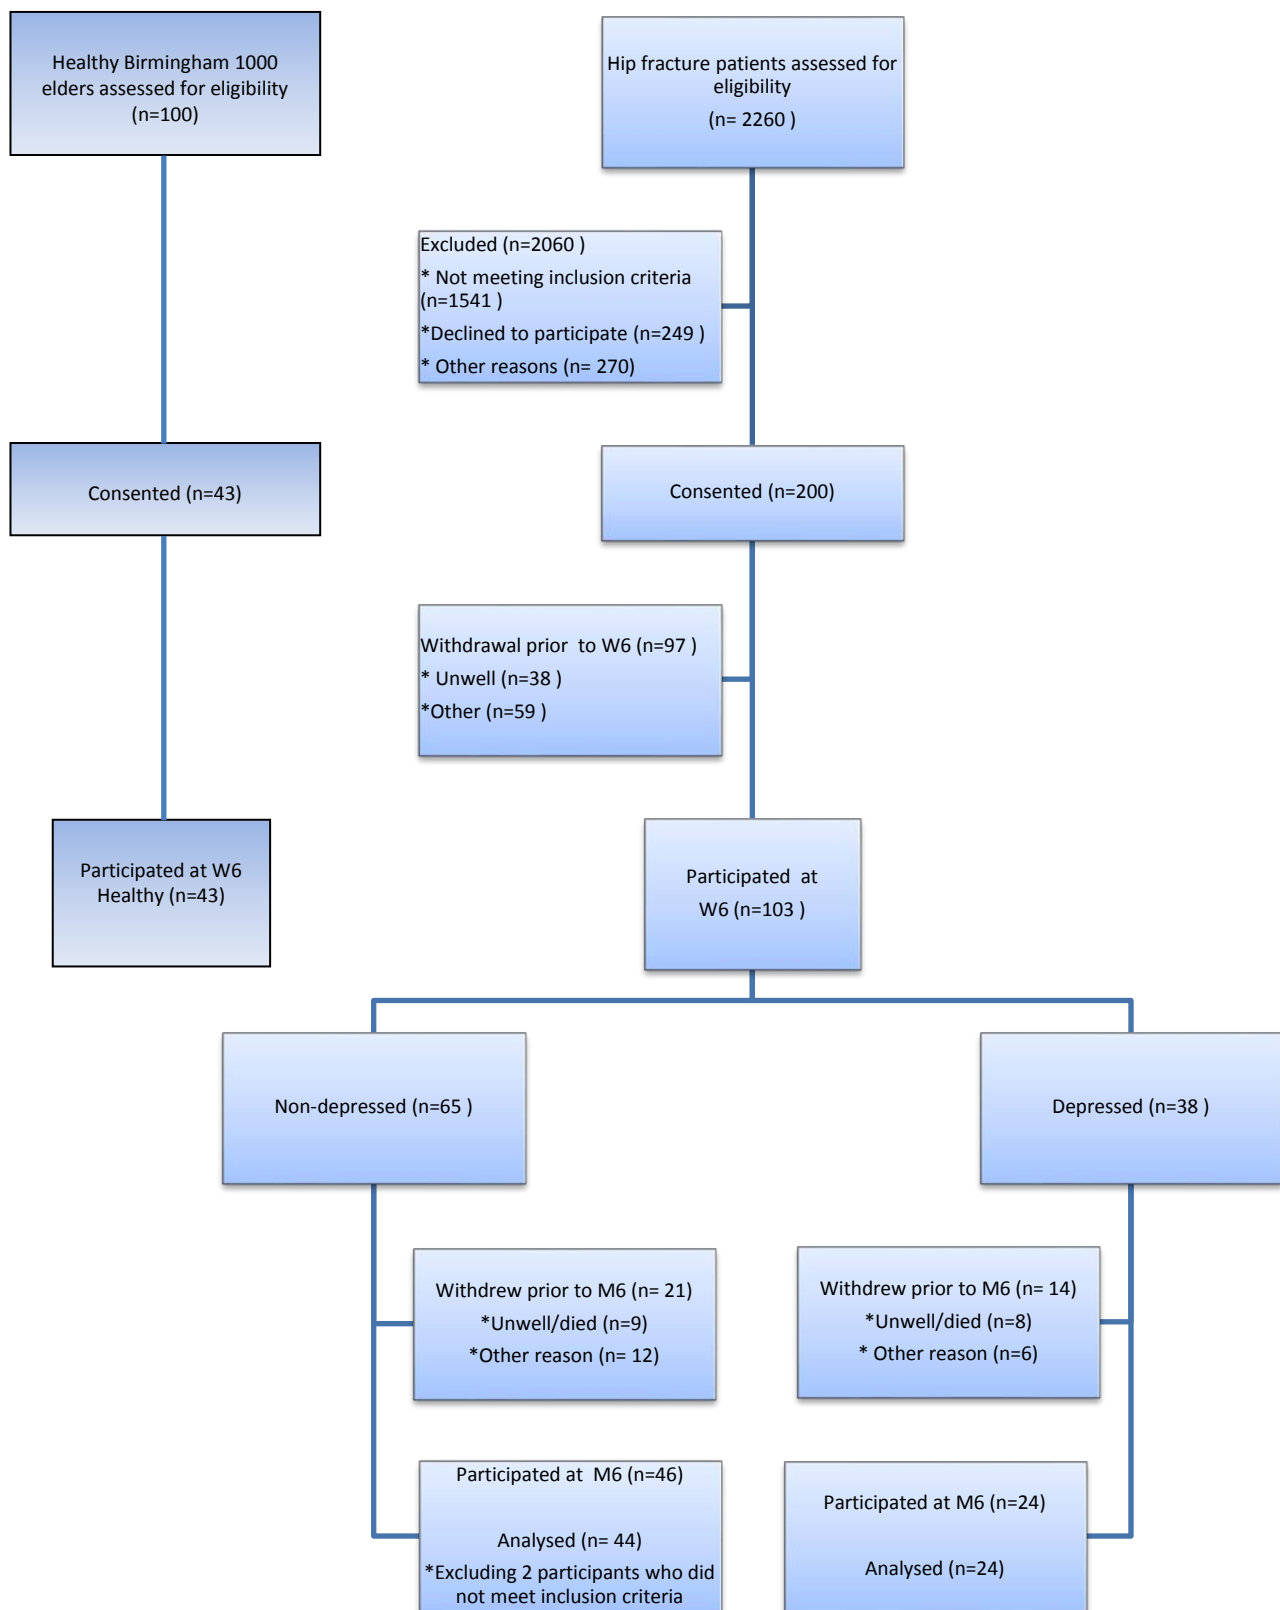 Healthy Birmingham 1000
elders assessed for eligibility
(n=100)
Hip fracture patients assessed for
eligibility
(n= 2260 )
Excluded (n=2060 )
* Not meeting inclusion criteria
(n=1541 )
*Declined to participate (n=249 )
* Other reasons (n= 270)
Consented (n=43)
Consented (n=200)
Withdrawal prior  to W6 (n=97 )
* Unwell (n=38 )
*Other (n=59 )
Participated at W6
Healthy (n=43)
Participated  at
W6 (n=103 )
Non-depressed (n=65 )
Depressed (n=38 )
Withdrew prior to M6 (n= 21)
*Unwell/died (n=9)
*Other reason (n= 12)
Withdrew prior to M6 (n= 14)
*Unwell/died (n=8)
* Other reason (n=6)
Participated at  M6 (n=46)
Analysed (n= 44)
*Excluding 2 participants who did
not meet inclusion criteria
Participated at M6 (n=24)
Analysed (n=24)